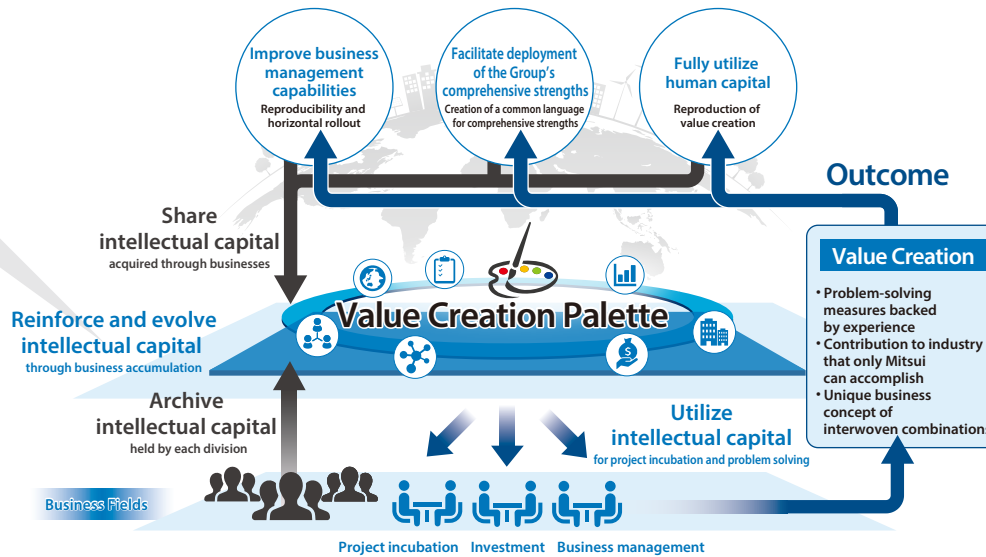 Improve business
management
capabilities
Reproducibility and
horizontal rollout
Facilitate deployment
of the Group's
comprehensive strengths
Creation of a common language
for comprehensive strengths
Fully utilize
human capital
Reproduction of
value creation
Outcome
Share
intellectual capital
acquired through businesses
Value Creation
• Problem-solving
measures backed
by experience
• Contribution to industry
that only Mitsui
can accomplish
• Unique business
concept of
interwoven combinations
Value Creation Palette
$
Reinforce and evolve
intellectual capital
through business accumulation
Archive
intellectual capital
held by each division
Utilize
intellectual capital
for project incubation and problem solving
Business Fields
Project incubation Investment Business management